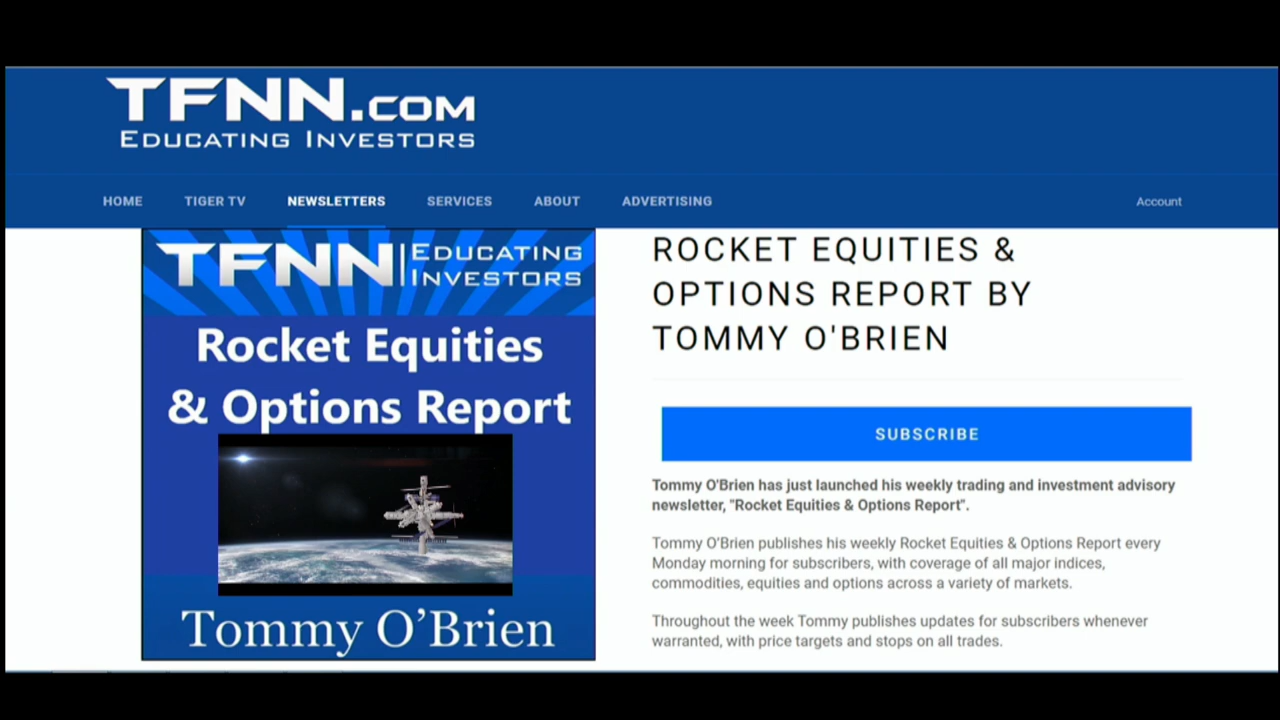 TFNN.COM
EDUCATING INVESTORS
HOME TIGER TV NEWSLETTERS SERVICES ABOUT ADVERTISING Account
TFNN|EDUCATING
INVESTORS
Rocket Equities
& Options Report
Tommy O’Brien
ROCKET EQUITIES &
OPTIONS REPORT BY
TOMMY O'BRIEN
SUBSCRIBE
Tommy O'Brien has just launched his weekly trading and investment advisory
newsletter, "Rocket Equities & Options Report".
Tommy O’Brien publishes his weekly Rocket Equities & Options Report every
Monday morning for subscribers, with coverage of all major indices,
commodities, equities and options across a variety of markets.
Throughout the week Tommy publishes updates for subscribers whenever
warranted, with price targets and stops on all trades.